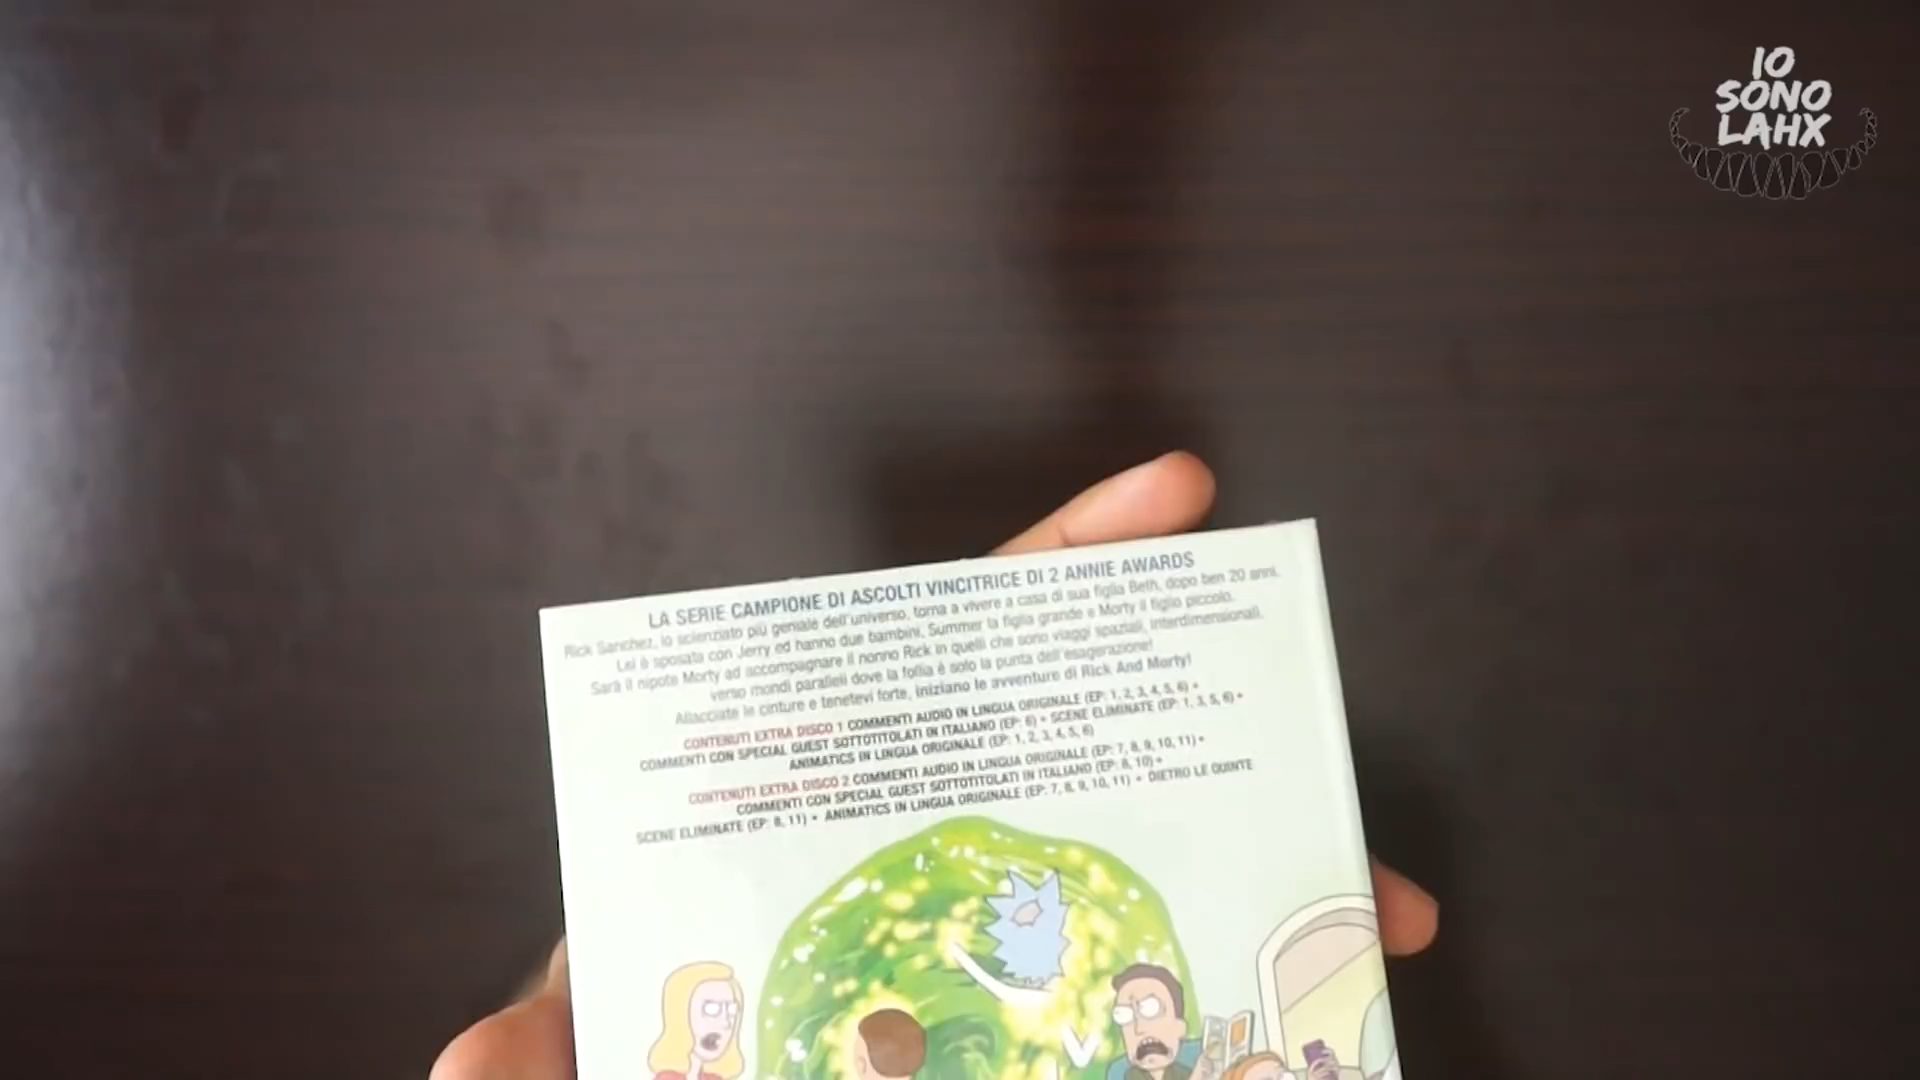 IO
SONO
LAHX
LA SERIE CAMPIONE DI ASCOLTI VINCITRICE DI 2 ANNIE AWARDS
Rick Sanchez, lo scienziato più geniale dell'universo, torna a vivere a casa di sua figlia Beth, dopo ben 20 anni.
Lei è sposata con Jerry ed hanno due bambini, Summer la figlia grande e Morty il figlio piccolo.
Sarà il nipote Morty ad accompagnare il nonno Rick in quelli che sono viaggi spaziali, interdimensionali,
verso mondi paralleli dove la follia è solo la punta dell'esagerazione!
Allacciate le cinture e tenetevi forte, iniziano le avventure di Rick And Morty!
CONTENUTI EXTRA DISCO 1 COMMENTI AUDIO IN LINGUA ORIGINALE (EP: 1, 2, 3, 4, 5, 6) •
COMMENTI CON SPECIAL GUEST SOTTOTITOLATI IN ITALIANO (EP: 6) • SCENE ELIMINATE (EP: 1, 3, 5, 6) •
ANIMATICS IN LINGUA ORIGINALE (EP: 1, 2, 3, 4, 5, 6)
CONTENUTI EXTRA DISCO 2 COMMENTI AUDIO IN LINGUA ORIGINALE (EP: 7, 8, 9, 10, 11) •
COMMENTI CON SPECIAL GUEST SOTTOTITOLATI IN ITALIANO (EP: 8, 10) •
SCENE ELIMINATE (EP: 8, 11) • ANIMATICS IN LINGUA ORIGINALE (EP: 7, 8, 9, 10, 11) • DIETRO LE QUINTE